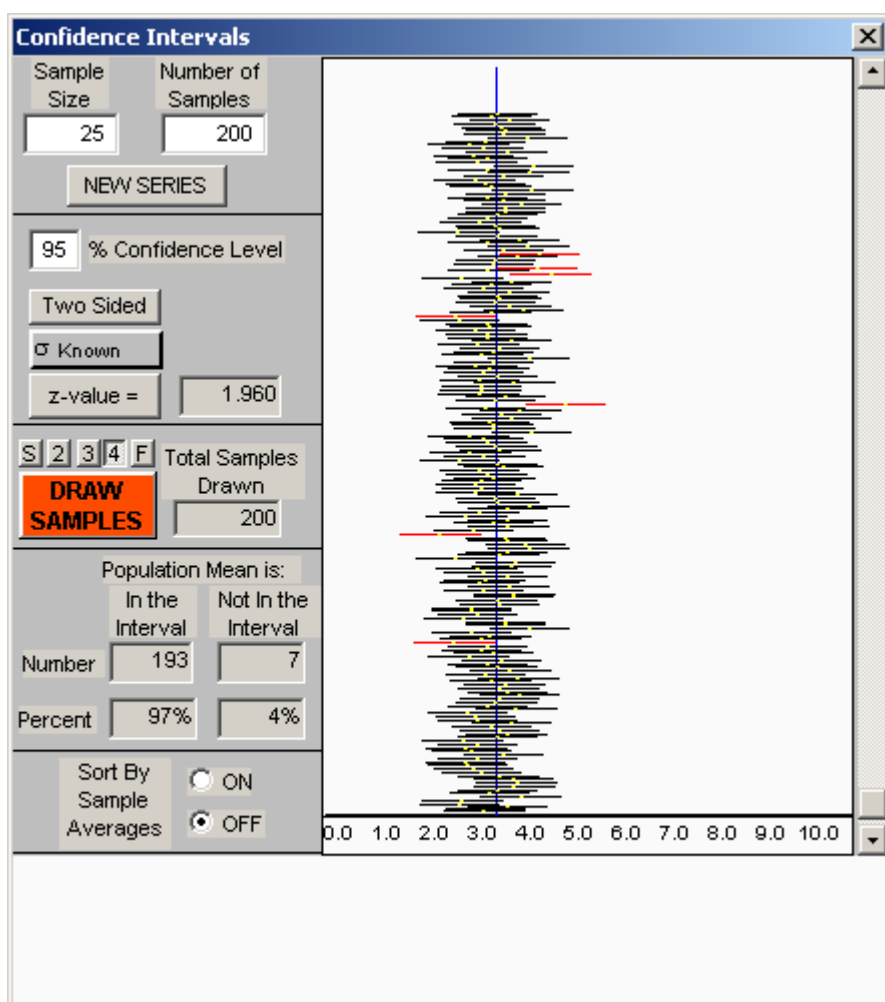 Confidence Intervals
Sample Size
Number of Samples
25
200
NEW SERIES
95 % Confidence Level
Two Sided
σ Known
z-value =
1.960
S 2 3 4 F
DRAW SAMPLES
Total Samples Drawn
200
Population Mean is:
In the Interval
Not In the Interval
Number 193 7
Percent 97% 4%
Sort By Sample Averages
ON
OFF
0.0 1.0 2.0 3.0 4.0 5.0 6.0 7.0 8.0 9.0 10.0